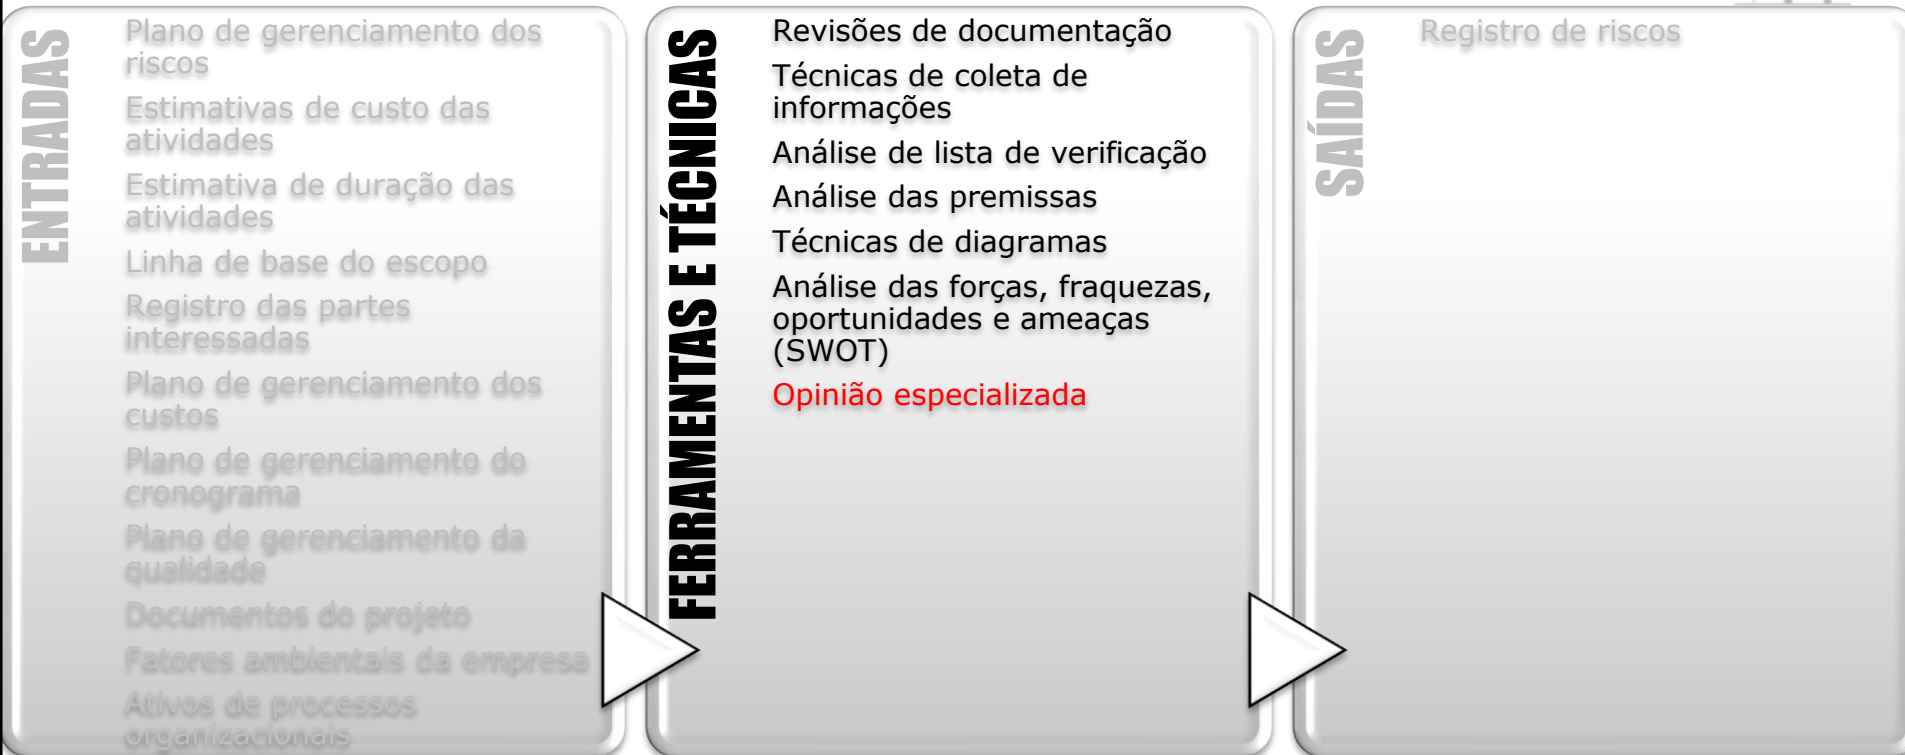 ENTRADAS
Plano de gerenciamento dos
riscos
Estimativas de custo das
atividades
Estimativa de duração das
atividades
Linha de base do escopo
Registro das partes
interessadas
Plano de gerenciamento dos
custos
Plano de gerenciamento do
cronograma
Plano de gerenciamento da
qualidade
Documentos do projeto
Fatores ambientais da empresa
Ativos de processos
organizacionais
FERRAMENTAS E TÉCNICAS
Revisões de documentação
Técnicas de coleta de
informações
Análise de lista de verificação
Análise das premissas
Técnicas de diagramas
Análise das forças, fraquezas,
oportunidades e ameaças
(SWOT)
Opinião especializada
SAÍDAS
Registro de riscos